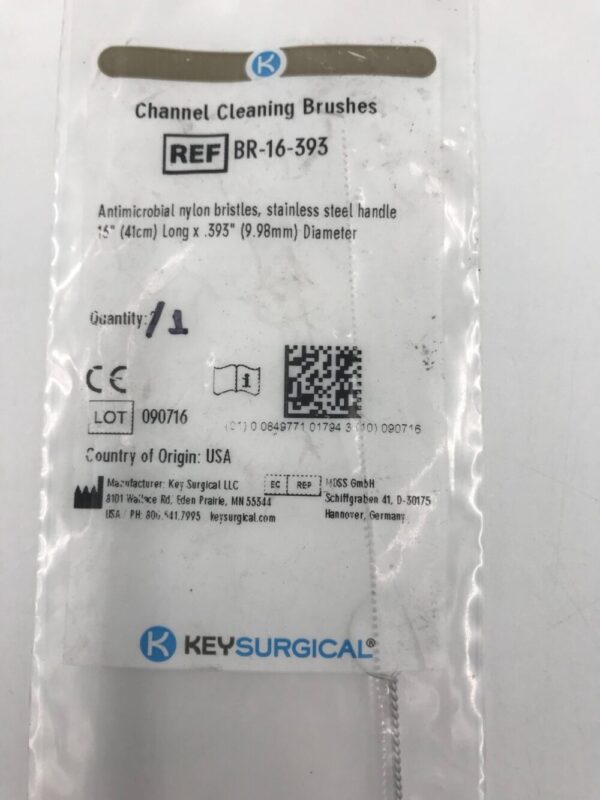 K
Channel Cleaning Brushes
REF BR-16-393
Antimicrobial nylon bristles, stainless steel handle
16" (41cm) Long x .393" (9.98mm) Diameter
Quantity: /1
CE
i
LOT 090716
(01) 0 0849771 01794 3 (10) 090716
Country of Origin: USA
Manufacturer: Key Surgical LLC
8101 Wallace Rd, Eden Prairie, MN 55344
USA / PH: 800.541.7995 keysurgical.com
EC REP MDSS GmbH
Schiffgraben 41, D-30175
Hannover, Germany
K KEYSURGICAL®